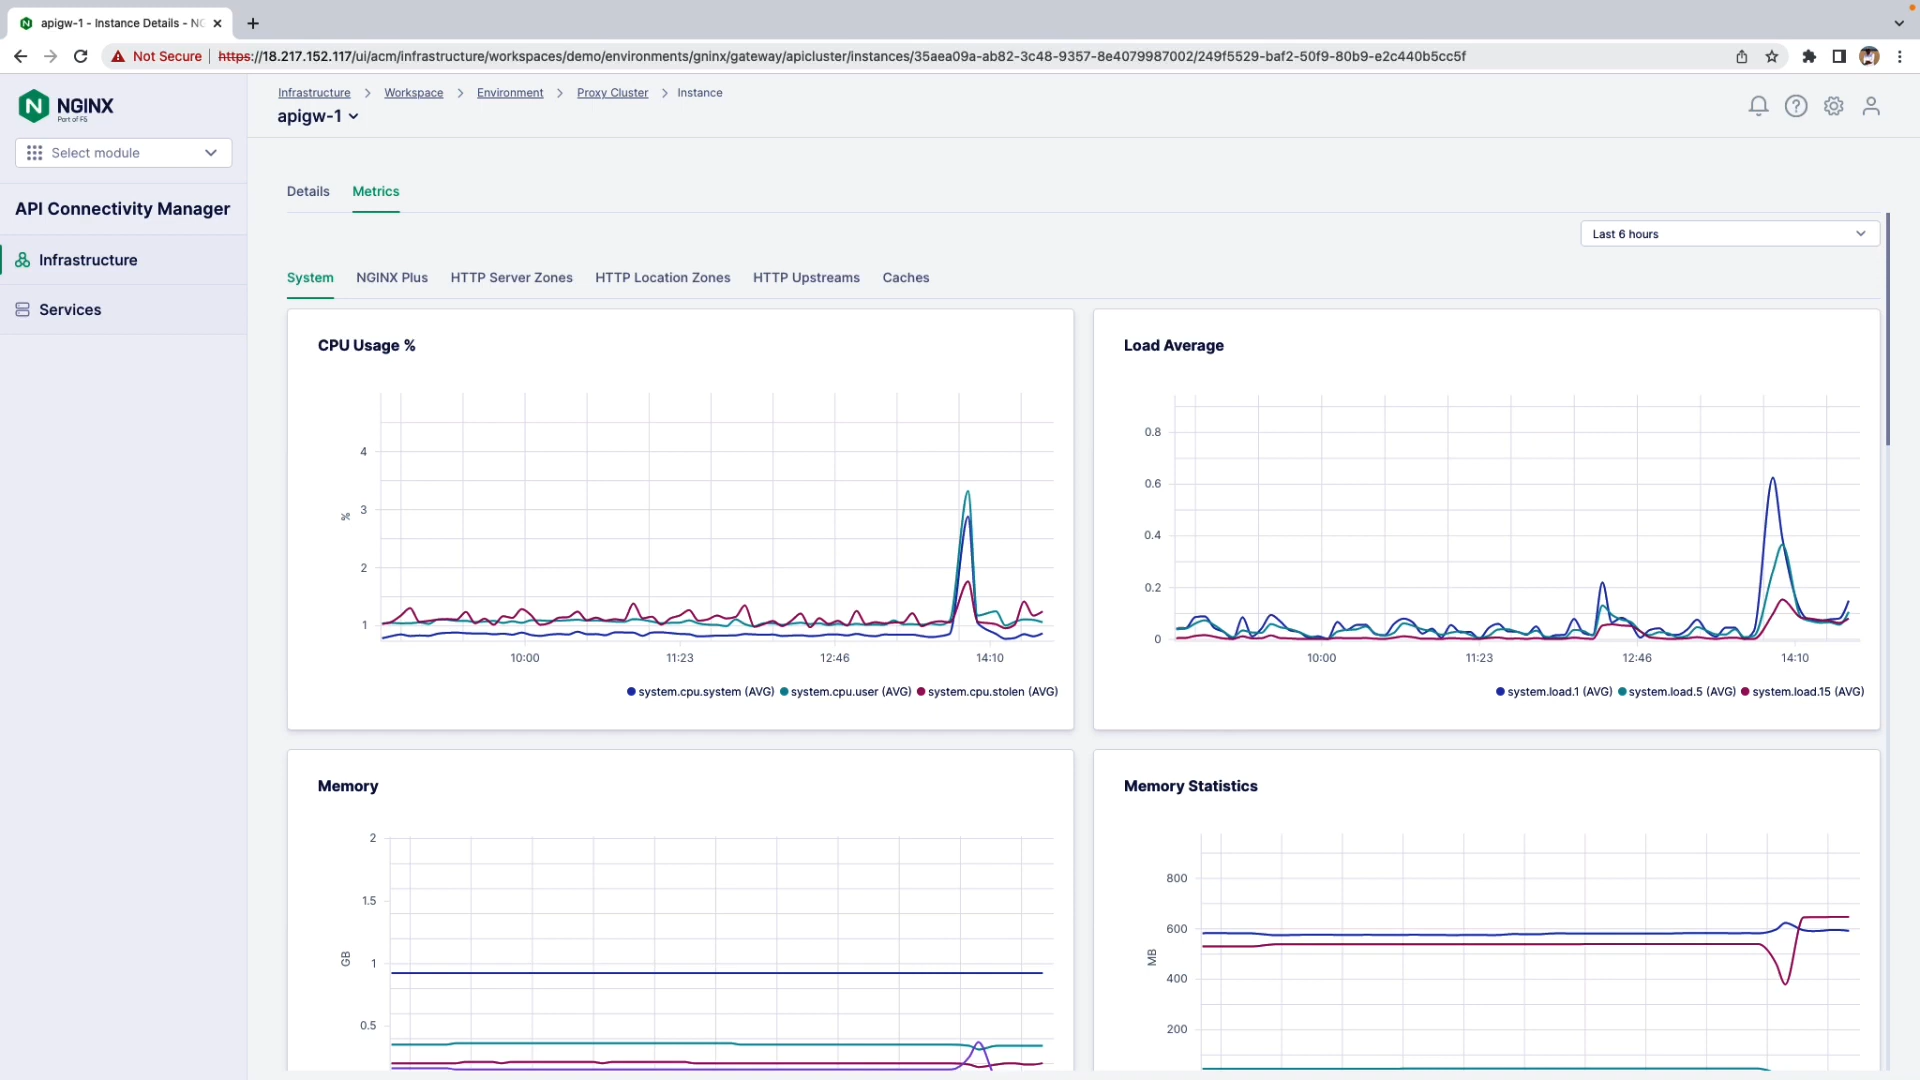 apigw-1 - Instance Details - NG
Not Secure https://18.217.152.117/ui/acm/infrastructure/workspaces/demo/environments/gninx/gateway/apicluster/instances/35aea09a-ab82-3c48-9357-8e4079987002/249f5529-baf2-50f9-80b9-e2c440b5cc5f
NGINX
Part of F5
Select module
API Connectivity Manager
Infrastructure
Services
Infrastructure > Workspace > Environment > Proxy Cluster > Instance
apigw-1
Details Metrics
Last 6 hours
System NGINX Plus HTTP Server Zones HTTP Location Zones HTTP Upstreams Caches
CPU Usage %
4
3
2
1
%
10:00 11:23 12:46 14:10
system.cpu.system (AVG) system.cpu.user (AVG) system.cpu.stolen (AVG)
Load Average
0.8
0.6
0.4
0.2
0
10:00 11:23 12:46 14:10
system.load.1 (AVG) system.load.5 (AVG) system.load.15 (AVG)
Memory
2
1.5
1
0.5
GB
Memory Statistics
800
600
400
200
MB